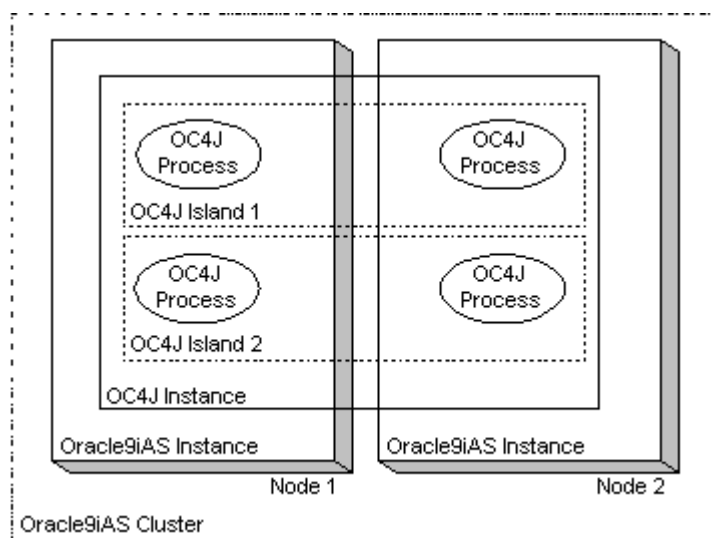 OC4J
Process
OC4J
Process
OC4J Island 1
OC4J
Process
OC4J
Process
OC4J Island 2
OC4J Instance
Oracle9iAS Instance
Oracle9iAS Instance
Node 1
Node 2
Oracle9iAS Cluster